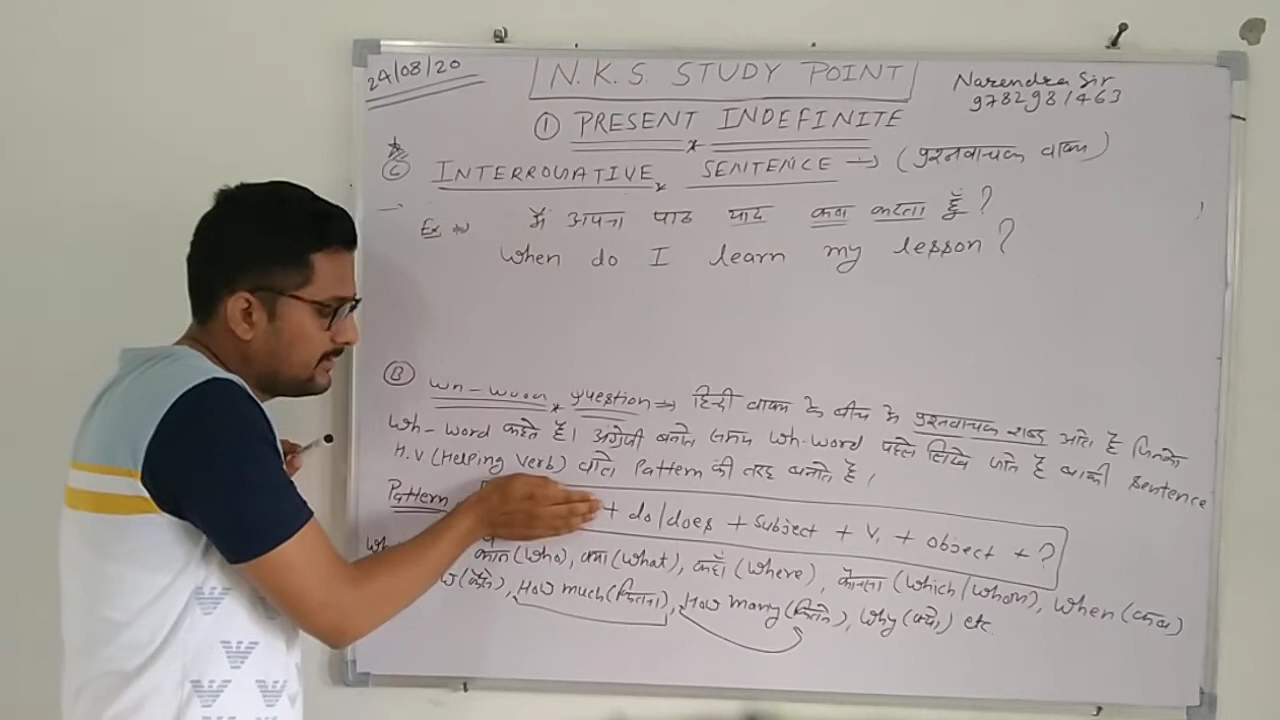 24/08/20
N.K.S. STUDY POINT
Narendra Sir
9782981463
① PRESENT INDEFINITE
C INTERROGATIVE SENTENCE → (प्रश्नवाचक वाक्य)
Ex → मैं अपना पाठ याद कब करता हूँ?
When do I learn my lesson?
B Wh-Word Question → हिन्दी वाक्य के बीच में प्रश्नवाचक शब्द आते हैं जिनको
Wh-Word कहते हैं। अंग्रेजी बनाते समय Wh-word पहले लिखे जाते हैं बाकी Sentence
H.V (Helping Verb) वाले Pattern की तरह बनाते हैं।
Pattern + do/does + Subject + V₁ + object + ?
कौन (Who), क्या (What), कहाँ (Where), कौनसा (Which/Whom), When (कब)
(कैसे), How much (कितना), How many (कितने), Why (क्यों) etc.